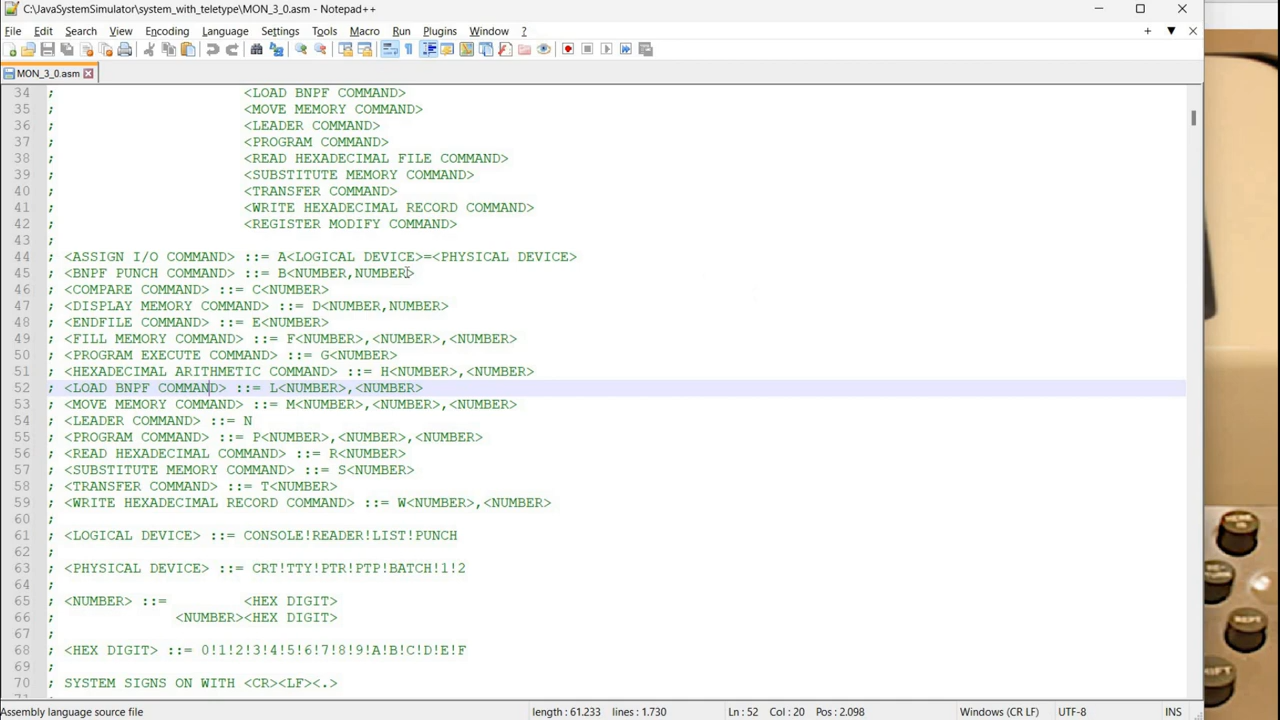 C:\JavaSystemSimulator\system_with_teletype\MON_3_0.asm - Notepad++
File Edit Search View Encoding Language Settings Tools Macro Run Plugins Window ?
MON_3_0.asm
34 ; <LOAD BNPF COMMAND>
35 ; <MOVE MEMORY COMMAND>
36 ; <LEADER COMMAND>
37 ; <PROGRAM COMMAND>
38 ; <READ HEXADECIMAL FILE COMMAND>
39 ; <SUBSTITUTE MEMORY COMMAND>
40 ; <TRANSFER COMMAND>
41 ; <WRITE HEXADECIMAL RECORD COMMAND>
42 ; <REGISTER MODIFY COMMAND>
43 ;
44 ; <ASSIGN I/O COMMAND> ::= A<LOGICAL DEVICE>=<PHYSICAL DEVICE>
45 ; <BNPF PUNCH COMMAND> ::= B<NUMBER,NUMBER>
46 ; <COMPARE COMMAND> ::= C<NUMBER>
47 ; <DISPLAY MEMORY COMMAND> ::= D<NUMBER,NUMBER>
48 ; <ENDFILE COMMAND> ::= E<NUMBER>
49 ; <FILL MEMORY COMMAND> ::= F<NUMBER>,<NUMBER>,<NUMBER>
50 ; <PROGRAM EXECUTE COMMAND> ::= G<NUMBER>
51 ; <HEXADECIMAL ARITHMETIC COMMAND> ::= H<NUMBER>,<NUMBER>
52 ; <LOAD BNPF COMMAND> ::= L<NUMBER>,<NUMBER>
53 ; <MOVE MEMORY COMMAND> ::= M<NUMBER>,<NUMBER>,<NUMBER>
54 ; <LEADER COMMAND> ::= N
55 ; <PROGRAM COMMAND> ::= P<NUMBER>,<NUMBER>,<NUMBER>
56 ; <READ HEXADECIMAL COMMAND> ::= R<NUMBER>
57 ; <SUBSTITUTE MEMORY COMMAND> ::= S<NUMBER>
58 ; <TRANSFER COMMAND> ::= T<NUMBER>
59 ; <WRITE HEXADECIMAL RECORD COMMAND> ::= W<NUMBER>,<NUMBER>
60 ;
61 ; <LOGICAL DEVICE> ::= CONSOLE!READER!LIST!PUNCH
62 ;
63 ; <PHYSICAL DEVICE> ::= CRT!TTY!PTR!PTP!BATCH!1!2
64 ;
65 ; <NUMBER> ::= <HEX DIGIT>
66 ; <NUMBER><HEX DIGIT>
67 ;
68 ; <HEX DIGIT> ::= 0!1!2!3!4!5!6!7!8!9!A!B!C!D!E!F
69 ;
70 ; SYSTEM SIGNS ON WITH <CR><LF><.>
Assembly language source file length : 61.233 lines : 1.730 Ln : 52 Col : 20 Pos : 2.098 Windows (CR LF) UTF-8 INS
REPT